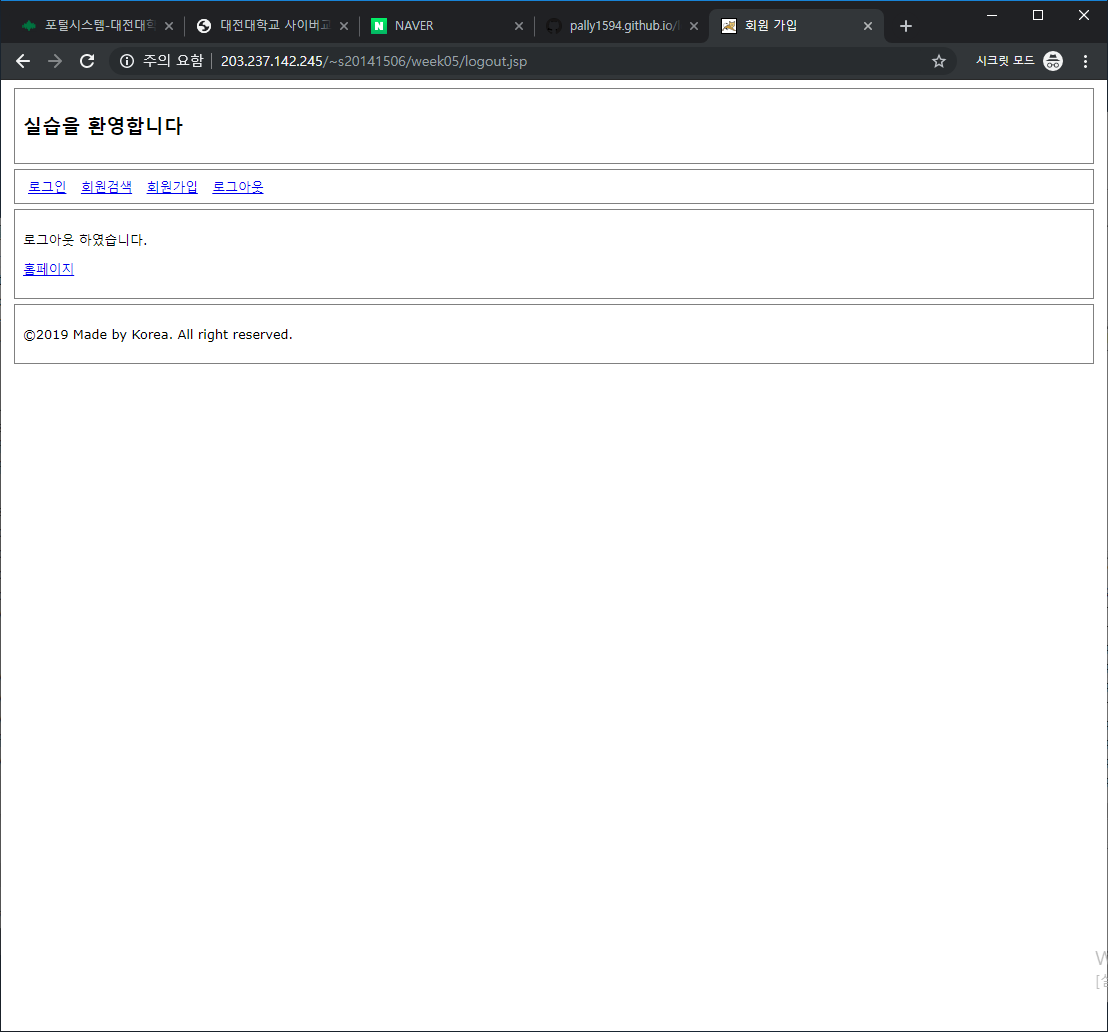 포털시스템-대전대학
대전대학교 사이버교
NAVER
pally1594.github.io/
회원 가입
주의 요함
203.237.142.245/~s20141506/week05/logout.jsp
시크릿 모드
실습을 환영합니다
로그인 회원검색 회원가입 로그아웃
로그아웃 하였습니다.
홈페이지
©2019 Made by Korea. All right reserved.
W